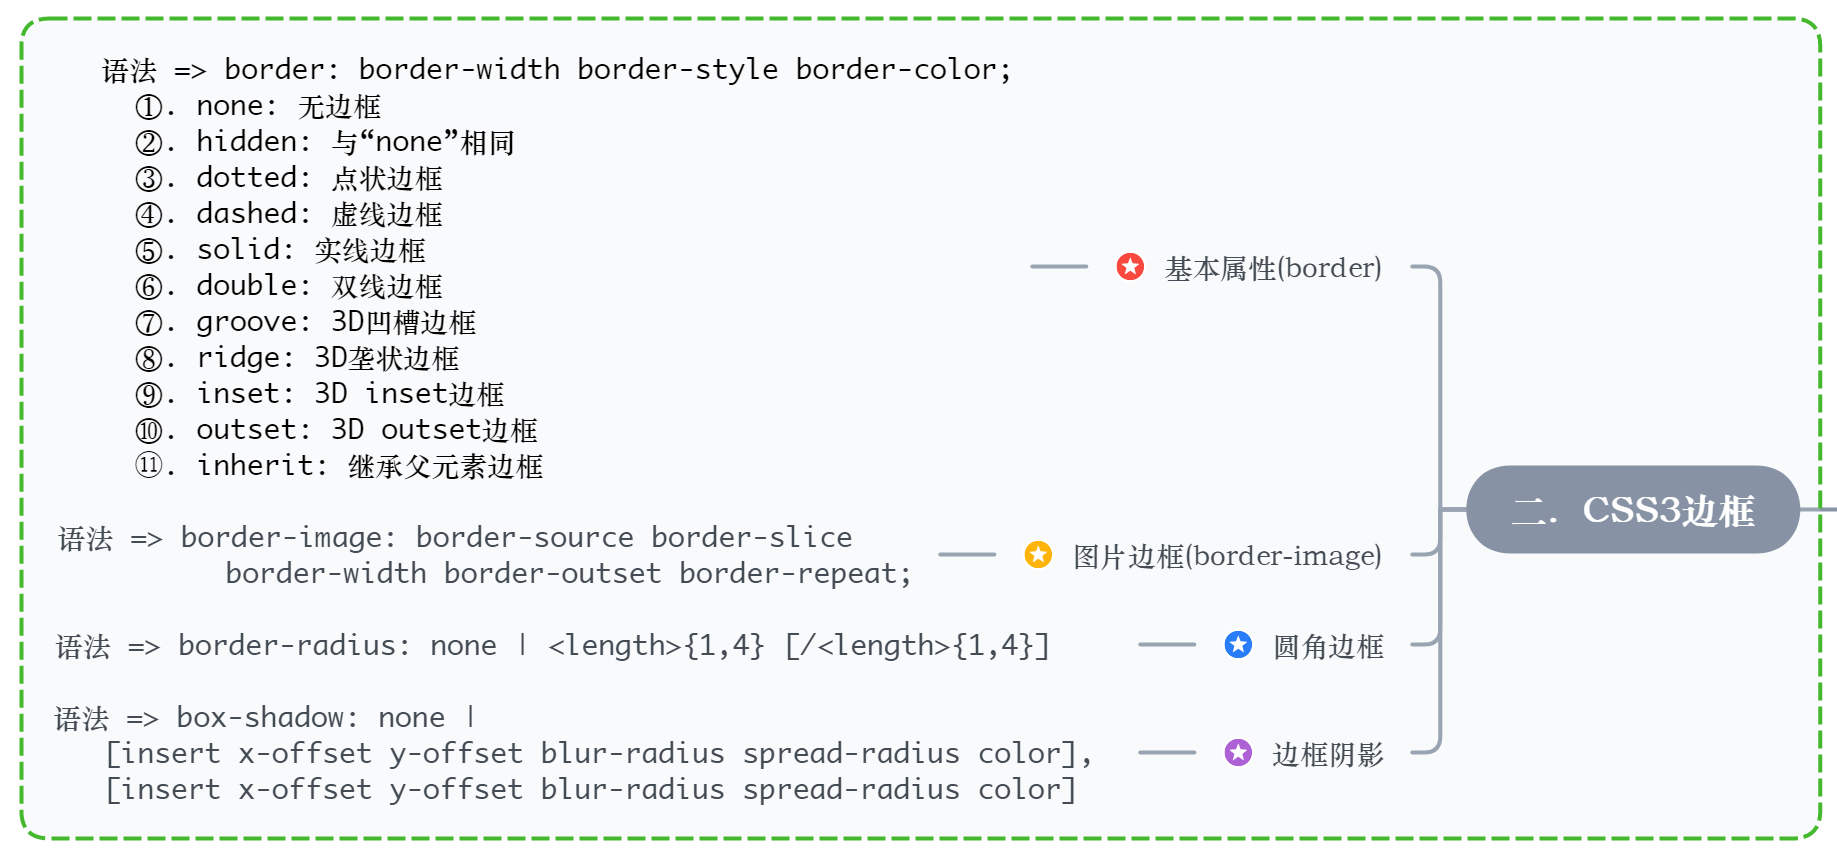 语法 => border: border-width border-style border-color;
①. none: 无边框
②. hidden: 与“none”相同
③. dotted: 点状边框
④. dashed: 虚线边框
⑤. solid: 实线边框
⑥. double: 双线边框
⑦. groove: 3D凹槽边框
⑧. ridge: 3D垄状边框
⑨. inset: 3D inset边框
⑩. outset: 3D outset边框
⑪. inherit: 继承父元素边框
基本属性(border)
语法 => border-image: border-source border-slice
border-width border-outset border-repeat;
图片边框(border-image)
语法 => border-radius: none | <length>{1,4} [/<length>{1,4}]
圆角边框
语法 => box-shadow: none |
[insert x-offset y-offset blur-radius spread-radius color],
[insert x-offset y-offset blur-radius spread-radius color]
边框阴影
二. CSS3边框